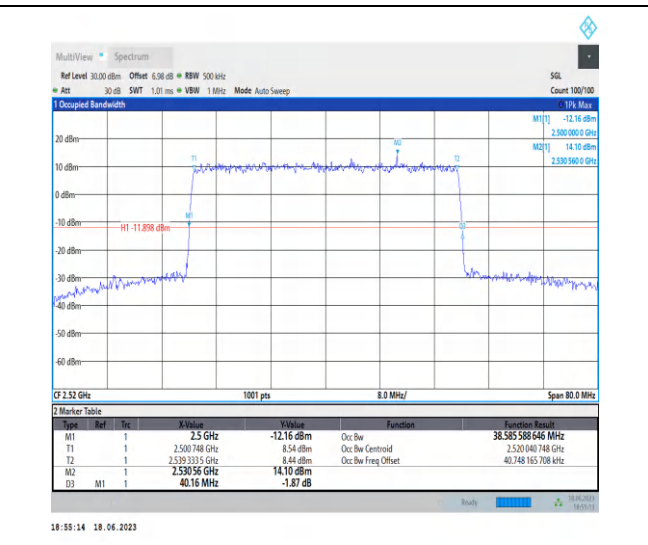 MultiView Spectrum
Ref Level 30.00 dBm Offset 6.98 dB RBW 500 kHz SGL
Att 30 dB SWT 1.01 ms VBW 1 MHz Mode Auto Sweep Count 100/100
1 Occupied Bandwidth 1Pk Max
M1[1] -12.16 dBm
2.500 000 0 GHz
M2[1] 14.10 dBm
2.530 560 0 GHz
20 dBm
M2
T1 T2
10 dBm
0 dBm
M1
-10 dBm
H1 -11.898 dBm D3
-20 dBm
-30 dBm
-40 dBm
-50 dBm
-60 dBm
CF 2.52 GHz 1001 pts 8.0 MHz/ Span 80.0 MHz
2 Marker Table
Type Ref Trc X-Value Y-Value Function Function Result
M1 1 2.5 GHz -12.16 dBm Occ Bw 38.585 588 646 MHz
T1 1 2.500 748 GHz 8.54 dBm Occ Bw Centroid 2.520 040 748 GHz
T2 1 2.539 333 5 GHz 8.44 dBm Occ Bw Freq Offset 40.748 165 708 kHz
M2 1 2.530 56 GHz 14.10 dBm
D3 M1 1 40.16 MHz -1.87 dB
Ready 18.06.2023
18:55:13
18:55:14 18.06.2023